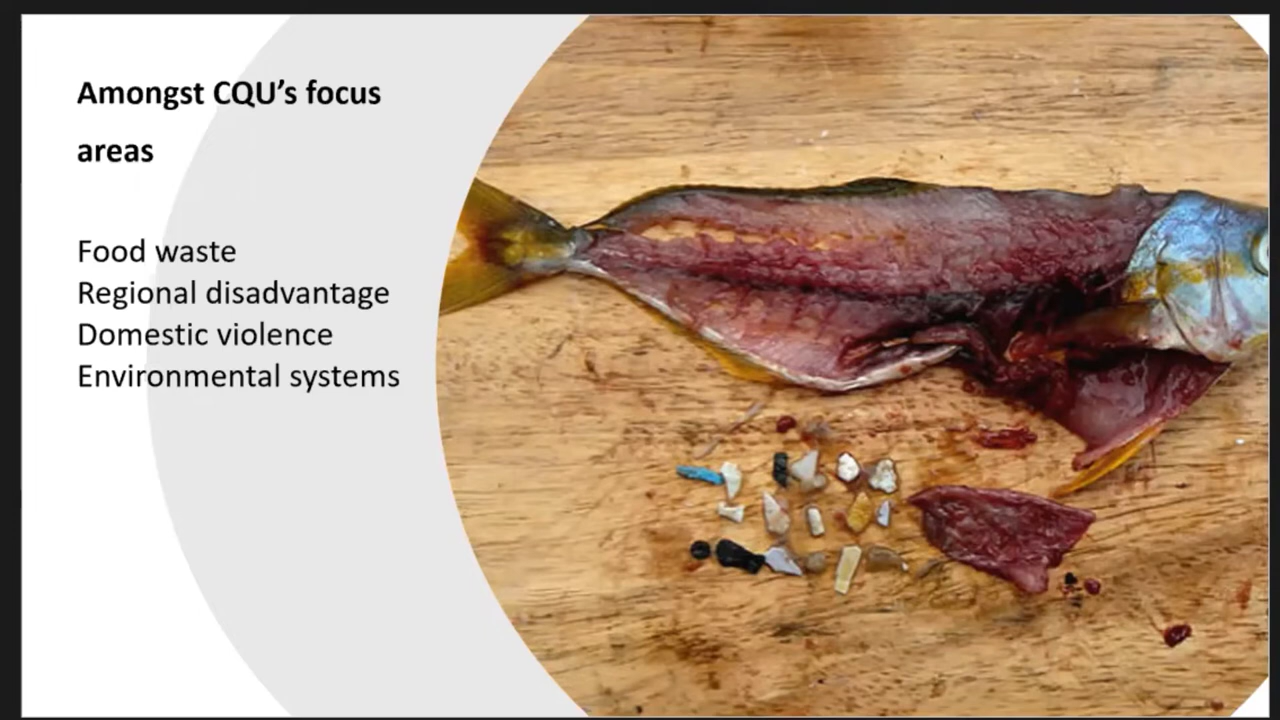 Amongst CQU’s focus
areas
Food waste
Regional disadvantage
Domestic violence
Environmental systems